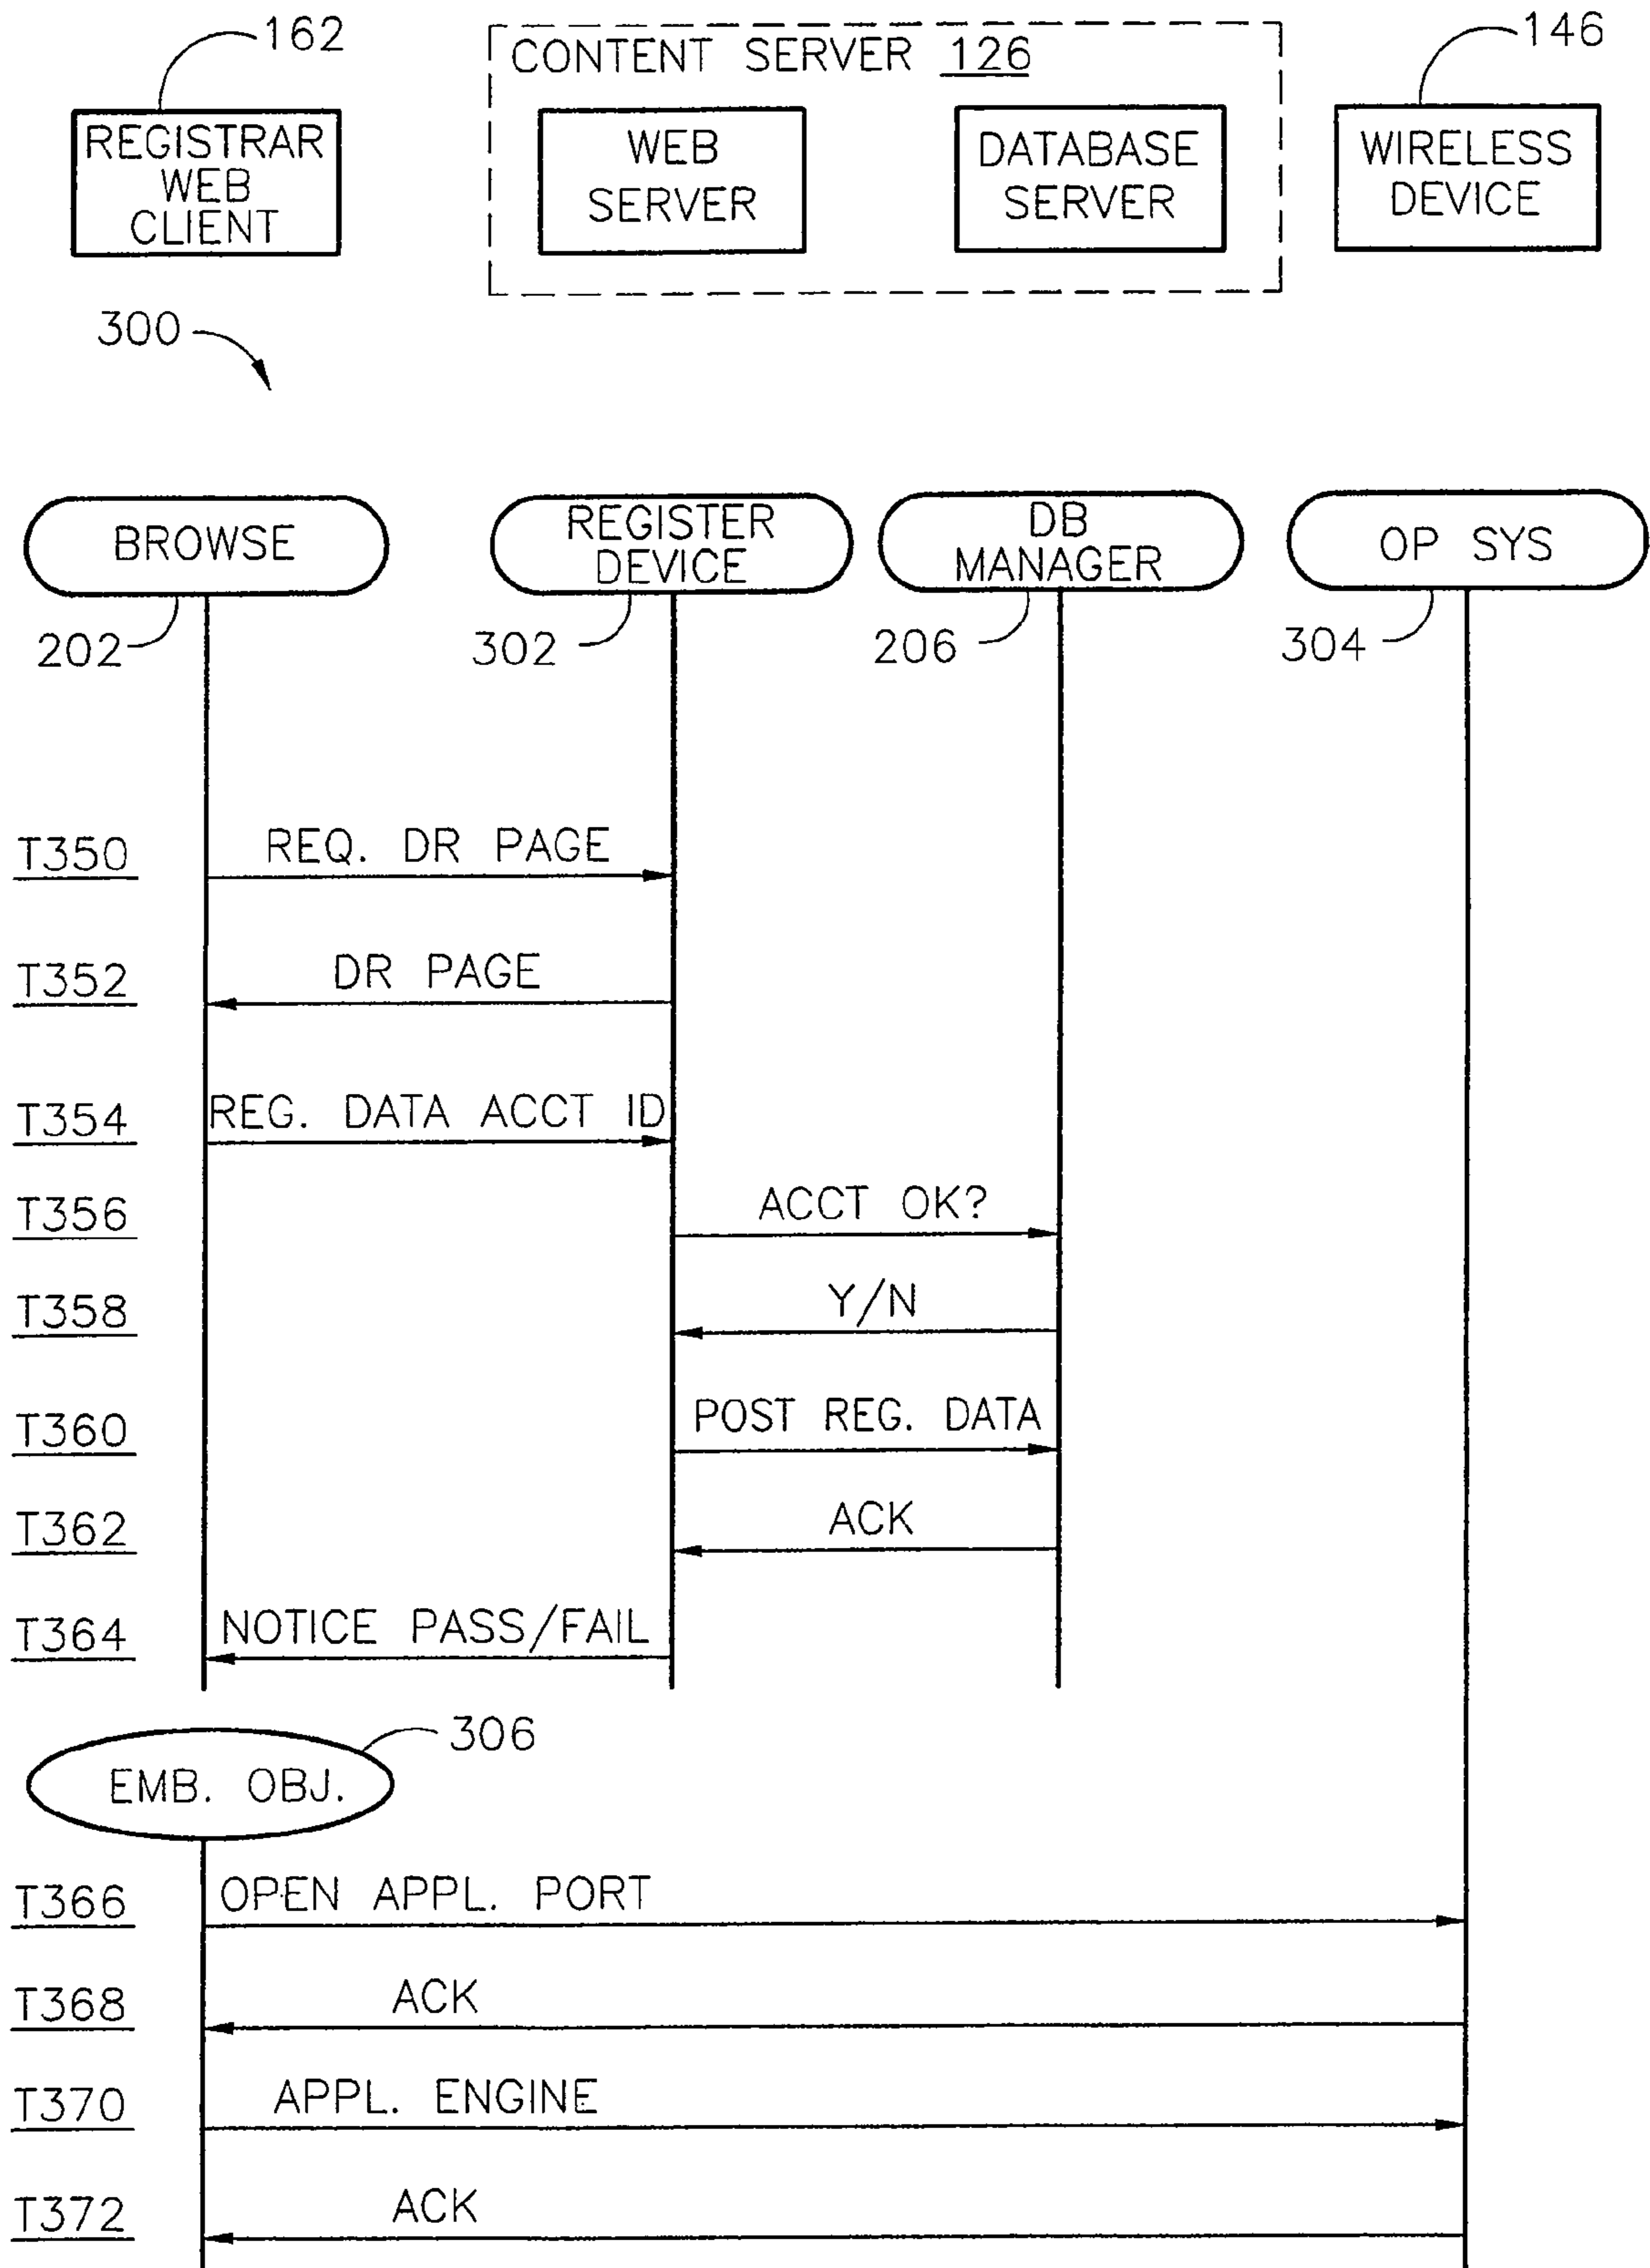 162
CONTENT SERVER 126
146
REGISTRAR
WEB
CLIENT
WEB
SERVER
DATABASE
SERVER
WIRELESS
DEVICE
300
BROWSE
REGISTER
DEVICE
DB
MANAGER
OP SYS
202
302
206
304
T350
REQ. DR PAGE
T352
DR PAGE
T354
REG. DATA ACCT ID
T356
ACCT OK?
T358
Y/N
T360
POST REG. DATA
T362
ACK
T364
NOTICE PASS/FAIL
306
EMB. OBJ.
T366
OPEN APPL. PORT
T368
ACK
T370
APPL. ENGINE
T372
ACK